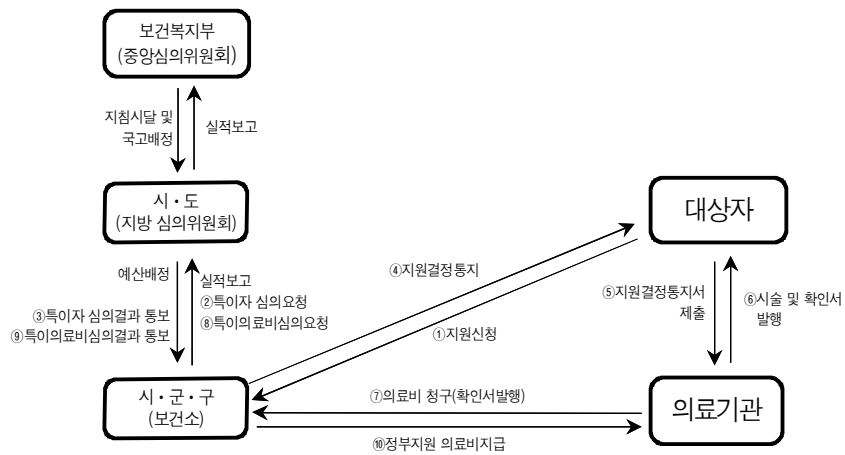 보건복지부
(중앙심의위원회)
지침시달 및
국고배정
실적보고
시・도
(지방 심의위원회)
대상자
예산배정
③특이자 심의결과 통보
⑨특이의료비심의결과 통보
실적보고
②특이자 심의요청
⑧특이의료비심의요청
④지원결정통지
①지원신청
⑤지원결정통지서
제출
⑥시술 및 확인서
발행
시・군・구
(보건소)
⑦의료비 청구(확인서발행)
⑩정부지원 의료비지급
의료기관